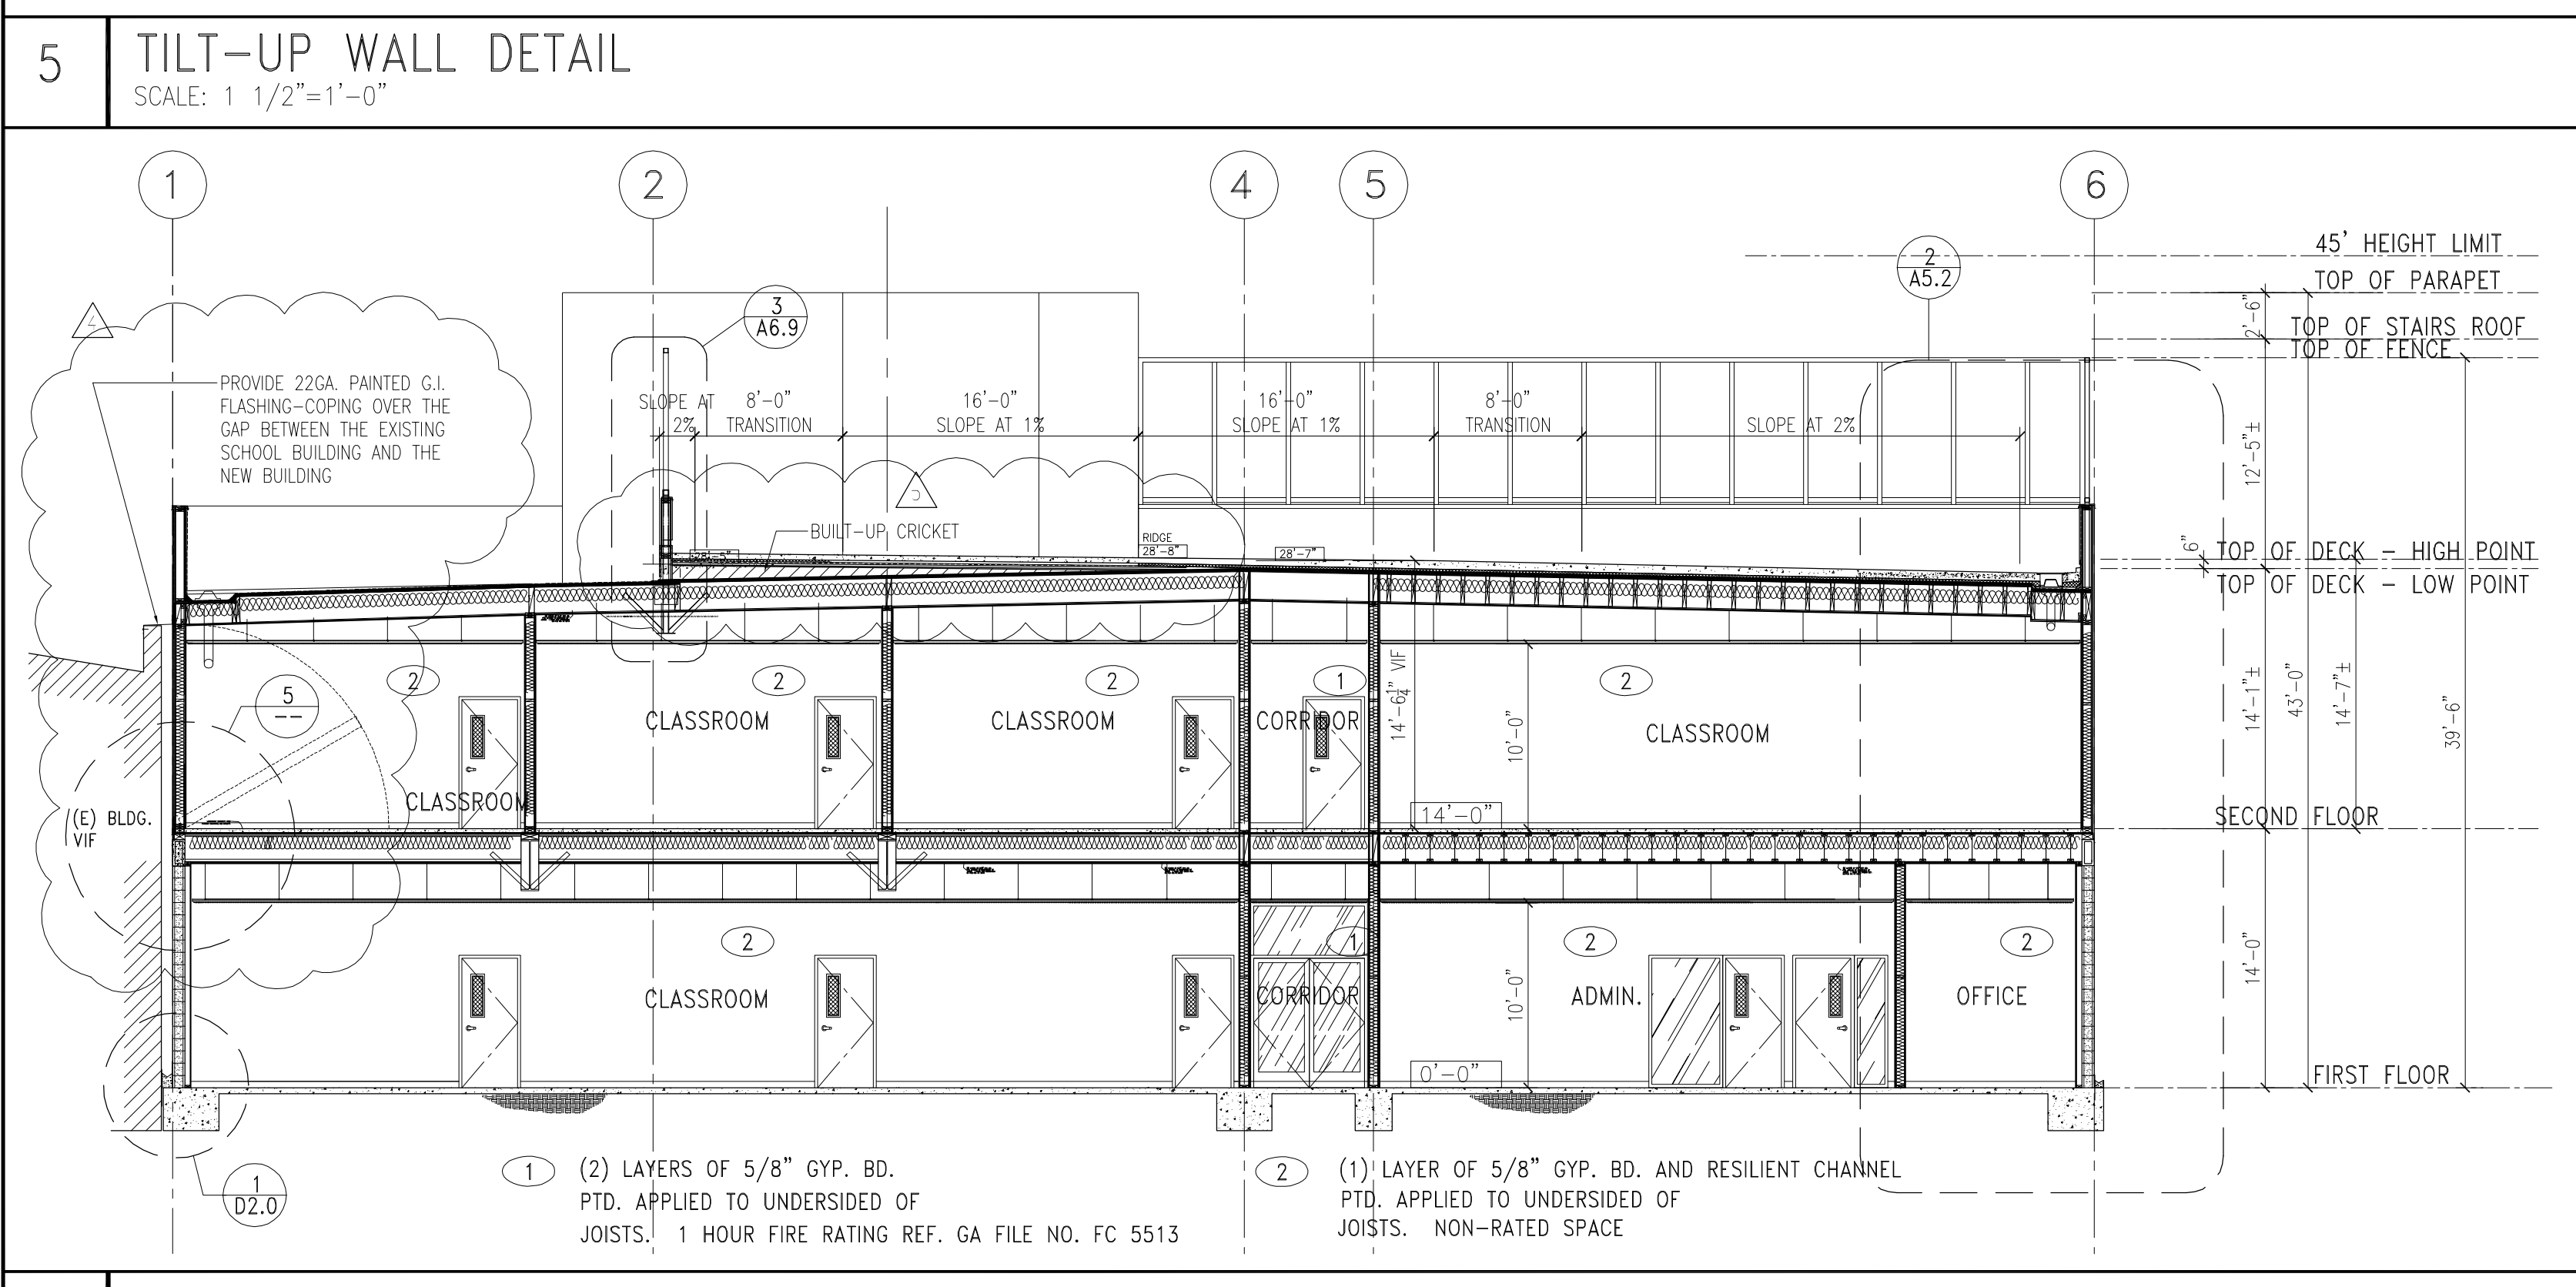 5
TILT-UP WALL DETAIL
SCALE: 1 1/2"=1'-0"
1
2
4
5
6
45' HEIGHT LIMIT
2
A5.2
TOP OF PARAPET
3
A6.9
4
2'-6"
TOP OF STAIRS ROOF
TOP OF FENCE
PROVIDE 22GA. PAINTED G.I.
FLASHING-COPING OVER THE
GAP BETWEEN THE EXISTING
SCHOOL BUILDING AND THE
NEW BUILDING
SLOPE AT
2%
8'-0"
TRANSITION
16'-0"
SLOPE AT 1%
16'-0"
SLOPE AT 1%
8'-0"
TRANSITION
SLOPE AT 2%
12'-5"±
BUILT-UP CRICKET
28'-5"
RIDGE
28'-8"
28'-7"
6"
TOP OF DECK - HIGH POINT
TOP OF DECK - LOW POINT
2
2
2
1
2
5
--
14'-6 1/4" VIF
10'-0"
CLASSROOM
CLASSROOM
CLASSROOM
CORRIDOR
CLASSROOM
14'-1"±
43'-0"
14'-7"±
39'-6"
(E) BLDG.
VIF
14'-0"
SECOND FLOOR
2
1
2
2
CLASSROOM
CORRIDOR
10'-0"
ADMIN.
OFFICE
14'-0"
0'-0"
FIRST FLOOR
1
D2.0
1
(2) LAYERS OF 5/8" GYP. BD.
PTD. APPLIED TO UNDERSIDED OF
JOISTS. 1 HOUR FIRE RATING REF. GA FILE NO. FC 5513
2
(1) LAYER OF 5/8" GYP. BD. AND RESILIENT CHANNEL
PTD. APPLIED TO UNDERSIDED OF
JOISTS. NON-RATED SPACE